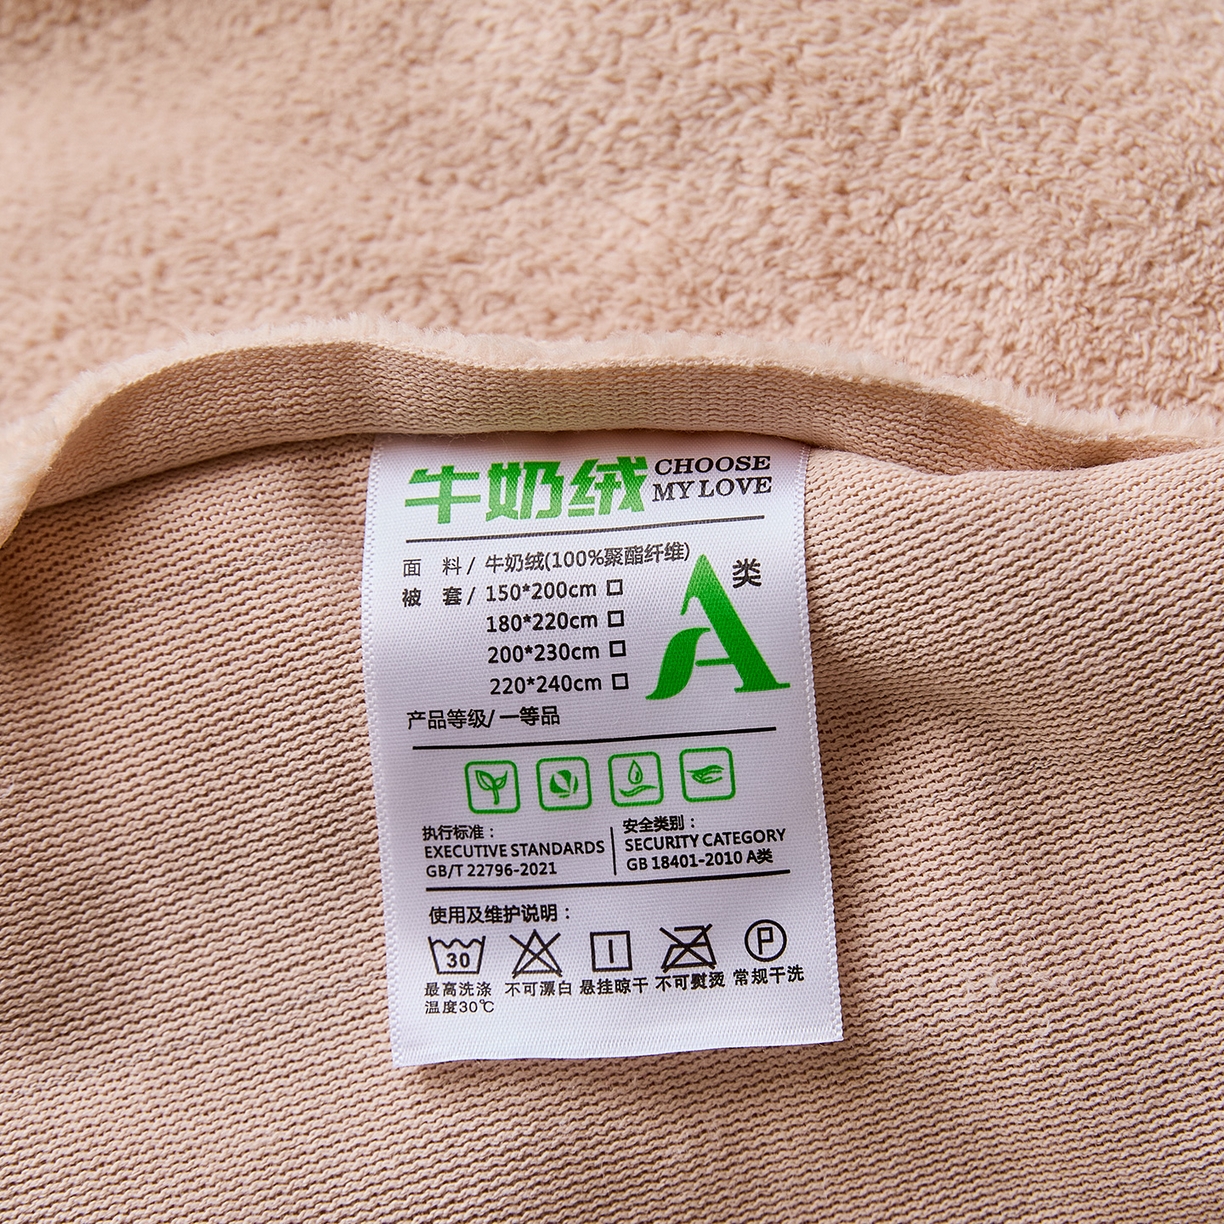 牛奶绒 CHOOSE
MY LOVE
面 料/ 牛奶绒(100%聚酯纤维)
被 套/ 150*200cm
180*220cm
200*230cm
220*240cm
A类
产品等级/ 一等品
执行标准：
EXECUTIVE STANDARDS
GB/T 22796-2021
安全类别：
SECURITY CATEGORY
GB 18401-2010 A类
使用及维护说明：
30
P
最高洗涤
温度30℃
不可漂白
悬挂晾干
不可熨烫
常规干洗